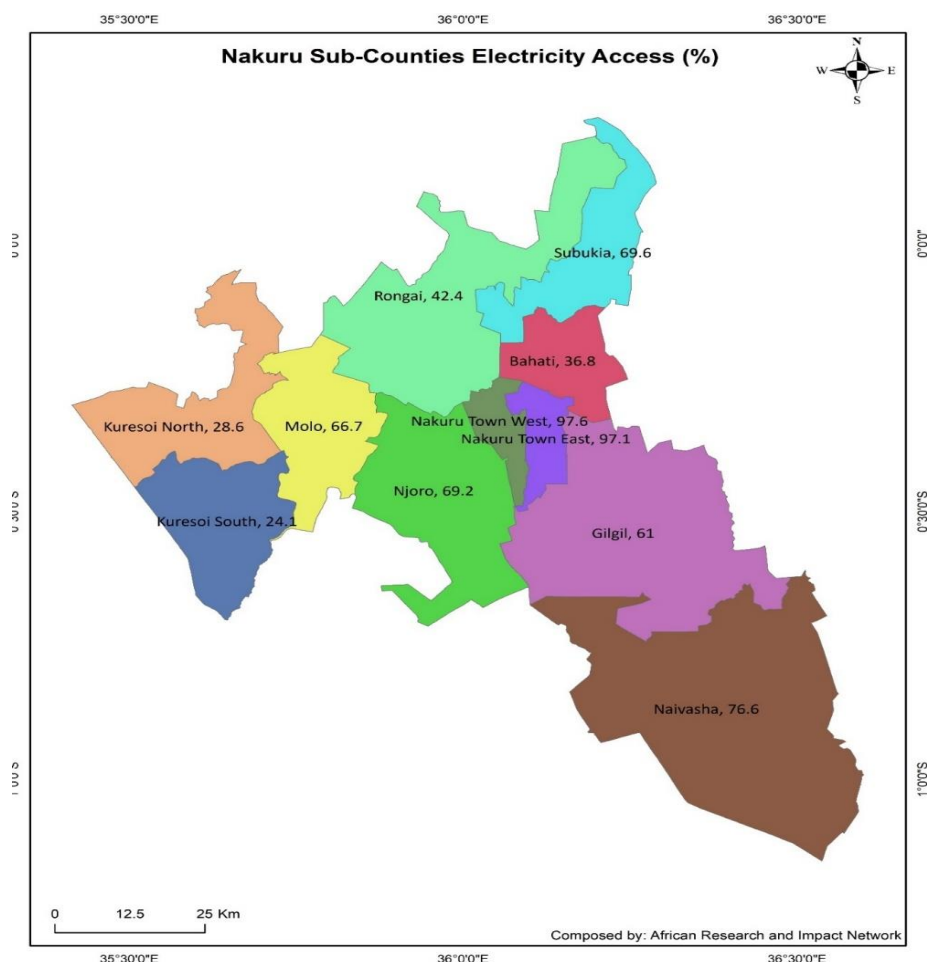 35°30'0"E 36°0'0"E 36°30'0"E
Nakuru Sub-Counties Electricity Access (%)
N
W E
S
0°0'0"
Subukia, 69.6
Rongai, 42.4
Bahati, 36.8
Nakuru Town West, 97.6
Kuresoi North, 28.6
Molo, 66.7
Nakuru Town East, 97.1
Njoro, 69.2
0°30'0"S
Kuresoi South, 24.1
Gilgil, 61
Naivasha, 76.6
1°0'0"S
0 12.5 25 Km
Composed by: African Research and Impact Network
35°30'0"E 36°0'0"E 36°30'0"E